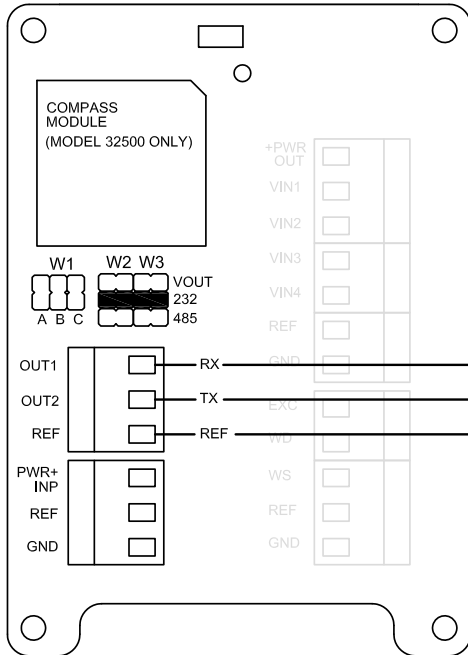 COMPASS
MODULE
(MODEL 32500 ONLY)
+PWR
OUT
VIN1
VIN2
VIN3
VIN4
REF
GND
EXC
WD
WS
REF
GND
W1
W2 W3
VOUT
232
485
A B C
OUT1
RX
OUT2
TX
REF
REF
PWR+
INP
REF
GND